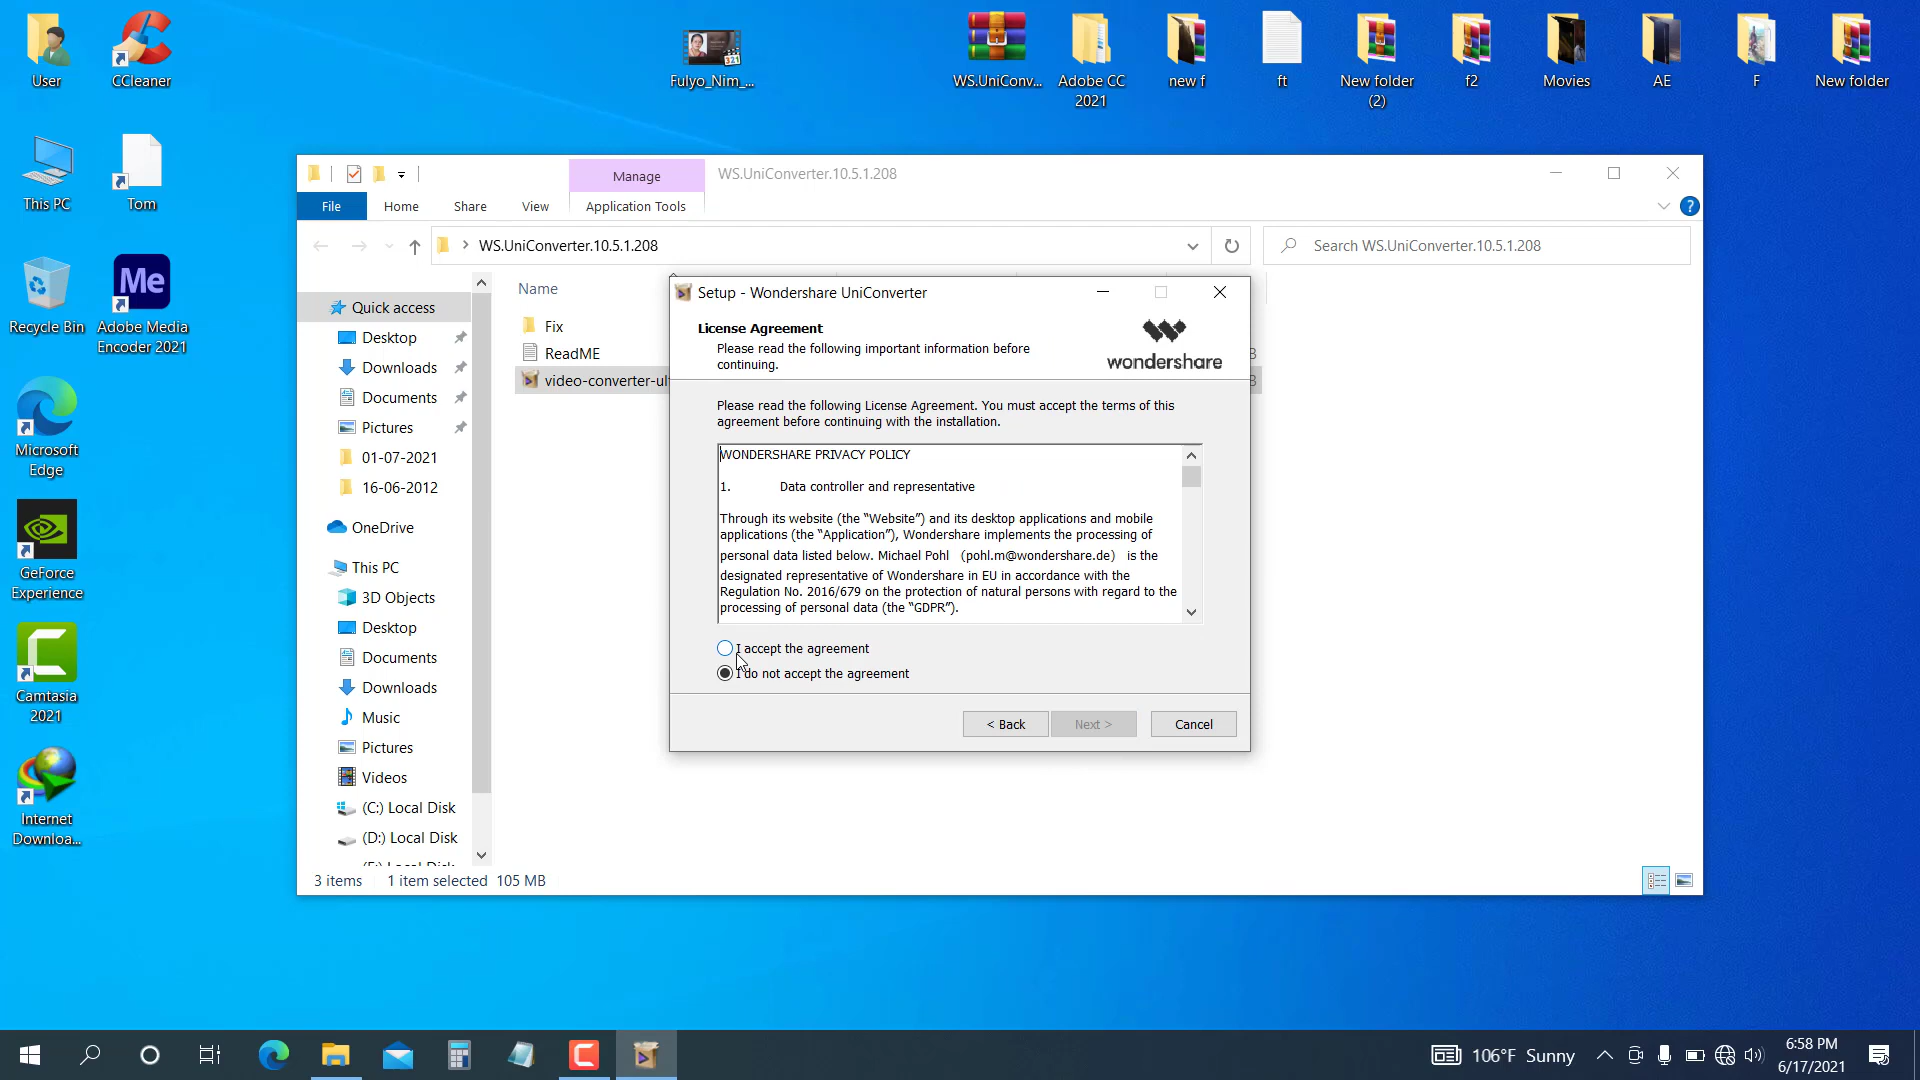 User
CCleaner
Fulyo_Nim_...
WS.UniConv...
Adobe CC
2021
new f
ft
New folder
(2)
f2
Movies
AE
F
New folder
This PC
Tom
Recycle Bin
Adobe Media
Encoder 2021
Microsoft
Edge
GeForce
Experience
Camtasia
2021
Internet
Downloa...
Manage
WS.UniConverter.10.5.1.208
File
Home
Share
View
Application Tools
WS.UniConverter.10.5.1.208
Search WS.UniConverter.10.5.1.208
Quick access
Desktop
Downloads
Documents
Pictures
01-07-2021
16-06-2012
OneDrive
This PC
3D Objects
Desktop
Documents
Downloads
Music
Pictures
Videos
(C:) Local Disk
(D:) Local Disk
Name
Fix
ReadME
video-converter-ul
3 items
1 item selected 105 MB
Setup - Wondershare UniConverter
License Agreement
Please read the following important information before
continuing.
wondershare
Please read the following License Agreement. You must accept the terms of this
agreement before continuing with the installation.
WONDERSHARE PRIVACY POLICY
1. Data controller and representative
Through its website (the “Website”) and its desktop applications and mobile
applications (the “Application”), Wondershare implements the processing of
personal data listed below. Michael Pohl (pohl.m@wondershare.de) is the
designated representative of Wondershare in EU in accordance with the
Regulation No. 2016/679 on the protection of natural persons with regard to the
processing of personal data (the “GDPR”).
I accept the agreement
I do not accept the agreement
< Back
Next >
Cancel
106°F Sunny
6:58 PM
6/17/2021